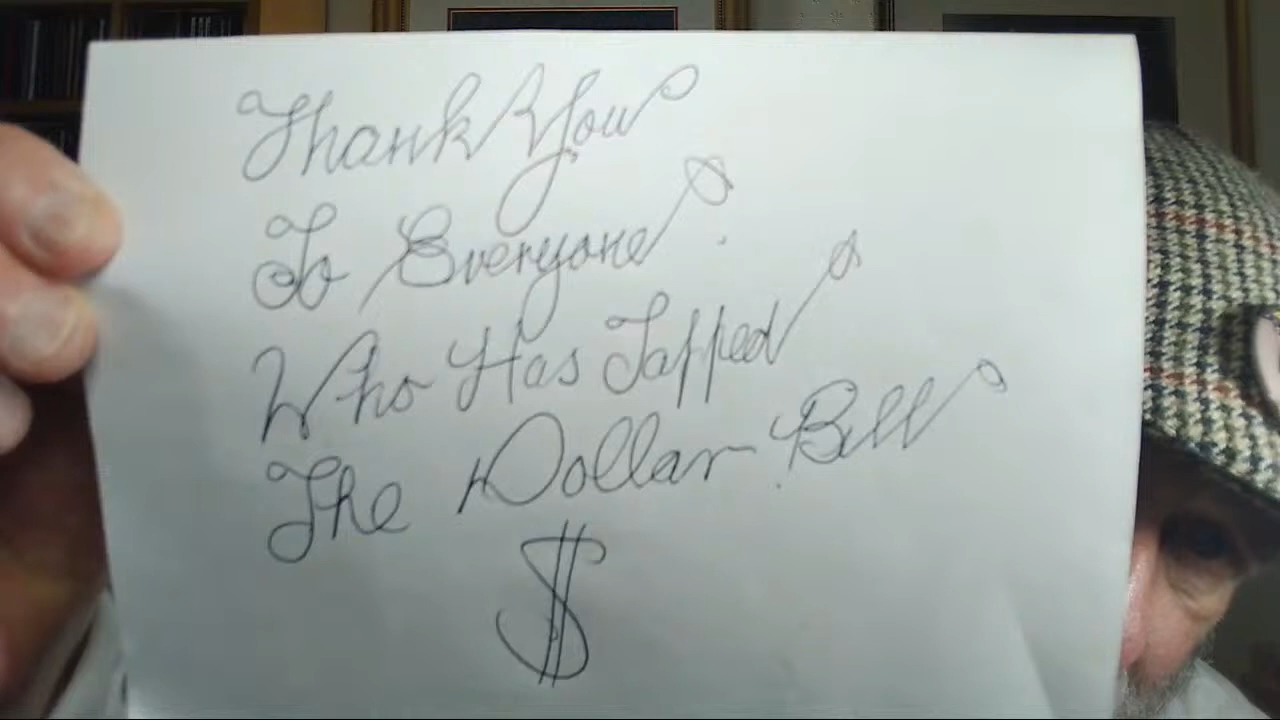 Thank You
To Everyone
Who Has Tapped
The Dollar Bill
$